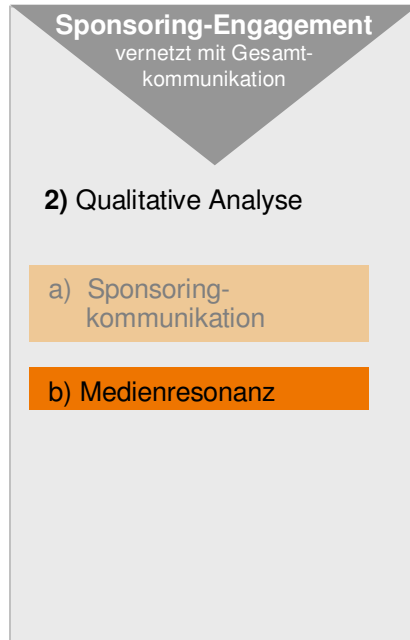 Sponsoring-Engagement
vernetzt mit Gesamt-
kommunikation
2) Qualitative Analyse
a) Sponsoring-
kommunikation
b) Medienresonanz